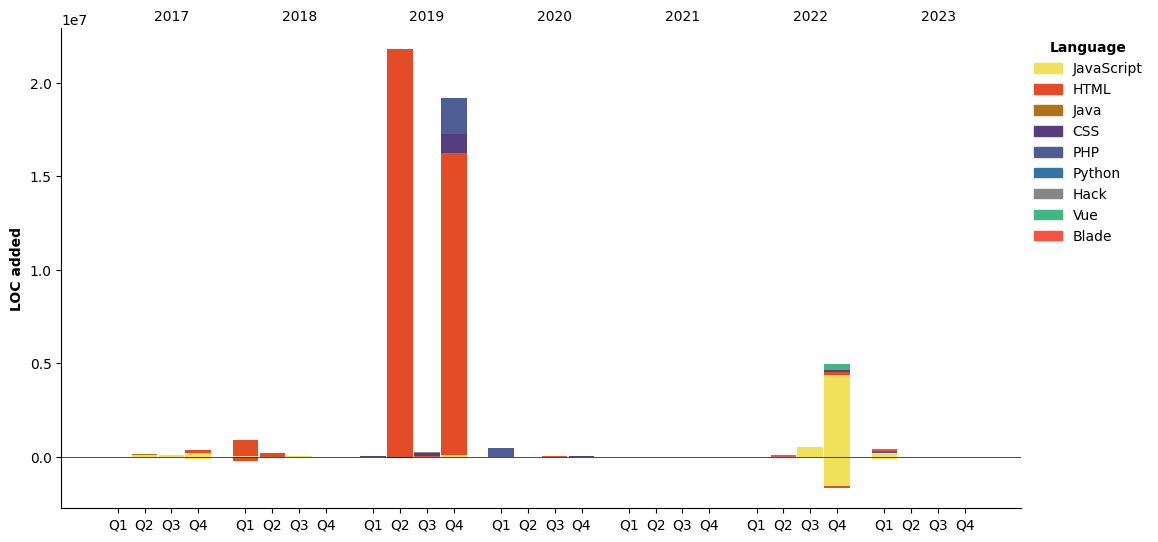 1e7
2017 2018 2019 2020 2021 2022 2023
Language
JavaScript
HTML
Java
CSS
PHP
Python
Hack
Vue
Blade
LOC added
2.0
1.5
1.0
0.5
0.0
Q1 Q2 Q3 Q4 Q1 Q2 Q3 Q4 Q1 Q2 Q3 Q4 Q1 Q2 Q3 Q4 Q1 Q2 Q3 Q4 Q1 Q2 Q3 Q4 Q1 Q2 Q3 Q4